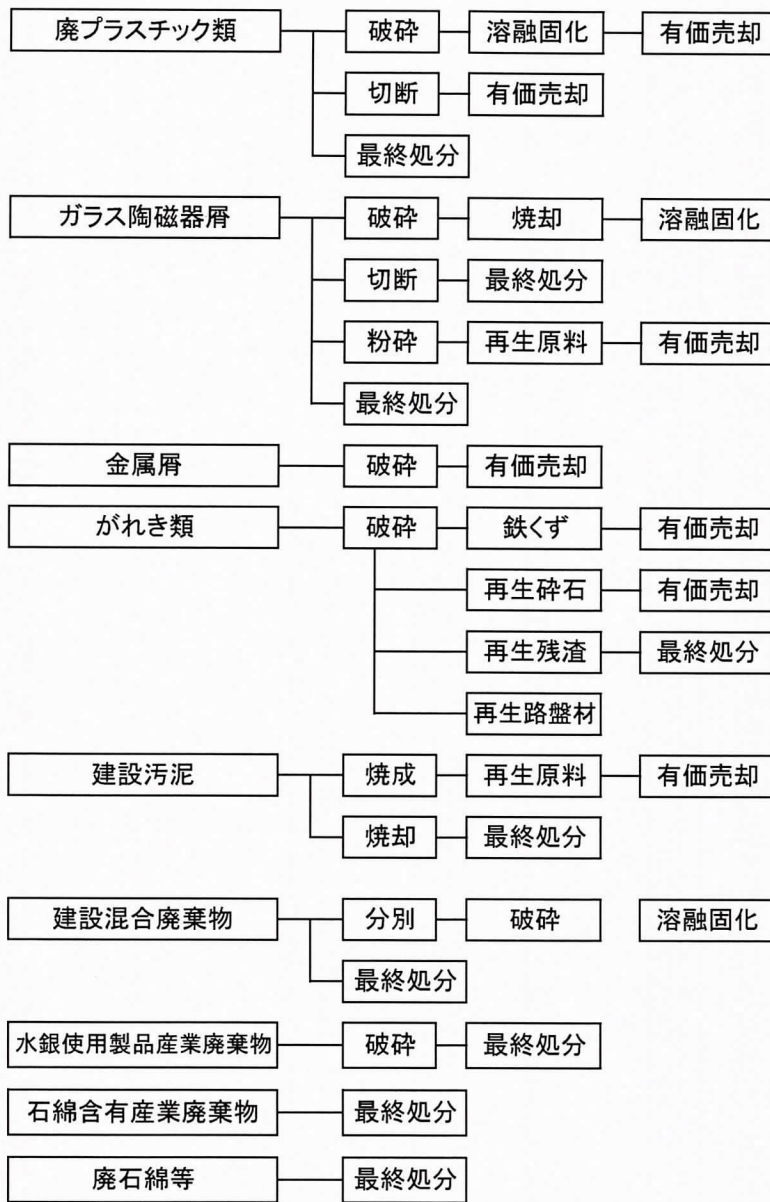 廃プラスチック類 破砕 溶融固化 有価売却
切断 有価売却
最終処分
ガラス陶磁器屑 破砕 焼却 溶融固化
切断 最終処分
粉砕 再生原料 有価売却
最終処分
金属屑 破砕 有価売却
がれき類 破砕 鉄くず 有価売却
再生砕石 有価売却
再生残渣 最終処分
再生路盤材
建設汚泥 焼成 再生原料 有価売却
焼却 最終処分
建設混合廃棄物 分別 破砕 溶融固化
最終処分
水銀使用製品産業廃棄物 破砕 最終処分
石綿含有産業廃棄物 最終処分
廃石綿等 最終処分